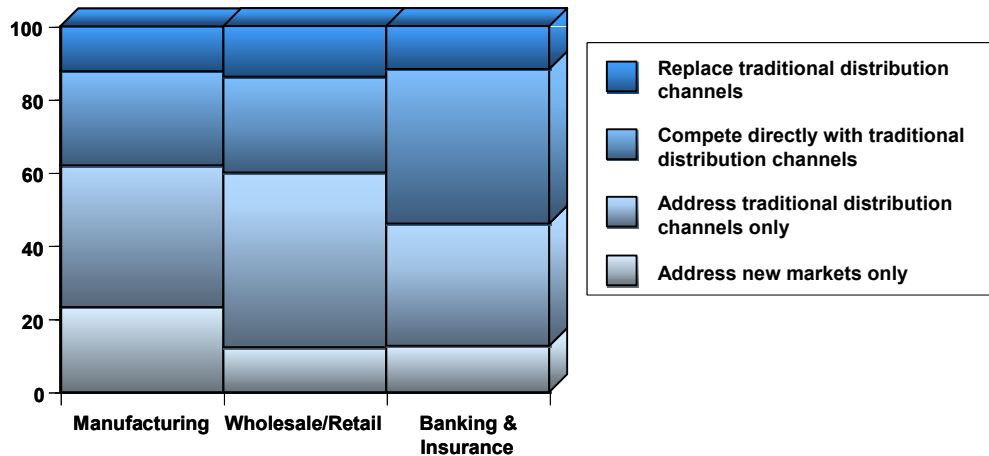 100
80
60
40
20
0
Manufacturing
Wholesale/Retail
Banking &
Insurance
Replace traditional distribution
channels
Compete directly with traditional
distribution channels
Address traditional distribution
channels only
Address new markets only